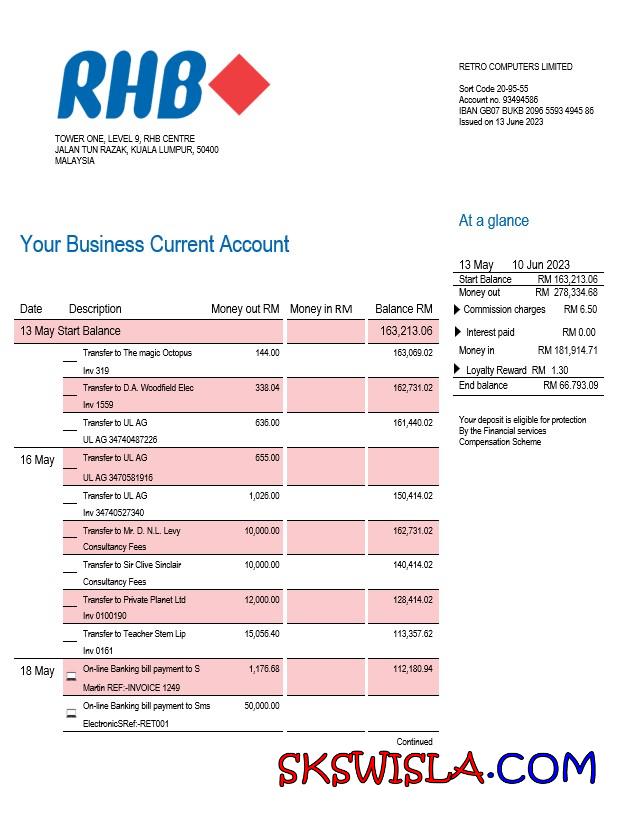 RHB
RETRO COMPUTERS LIMITED
Sort Code 20-95-55
Account no. 93494586
IBAN GB07 BUKB 2096 5593 4945 86
Issued on 13 June 2023
TOWER ONE, LEVEL 9, RHB CENTRE
JALAN TUN RAZAK, KUALA LUMPUR, 50400
MALAYSIA
At a glance
Your Business Current Account
13 May 10 Jun 2023
Start Balance RM 163,213.06
Money out RM 278,334.68
Commission charges RM 6.50
Interest paid RM 0.00
Money in RM 181,914.71
Loyalty Reward RM 1.30
End balance RM 66.793.09
Your deposit is eligible for protection
By the Financial services
Compensation Scheme
Date Description Money out RM Money in RM Balance RM
13 May Start Balance 163,213.06
Transfer to The magic Octopus 144.00 163,069.02
Inv 319
Transfer to D.A. Woodfield Elec 338.04 162,731.02
Inv 1559
Transfer to UL AG 636.00 161,440.02
UL AG 34740487226
16 May Transfer to UL AG 655.00
UL AG 3470581916
Transfer to UL AG 1,026.00 150,414.02
Inv 34740527340
Transfer to Mr. D. N.L. Levy 10,000.00 162,731.02
Consultancy Fees
Transfer to Sir Clive Sinclair 10,000.00 140,414.02
Consultancy Fees
Transfer to Private Planet Ltd 12,000.00 128,414.02
Inv 0100190
Transfer to Teacher Stem Lip 15,056.40 113,357.62
Inv 0161
18 May On-line Banking bill payment to S 1,176.68 112,180.94
Martin REF:-INVOICE 1249
On-line Banking bill payment to Sms 50,000.00
ElectronicSRef:-RET001
Continued
SKSWISLA.COM